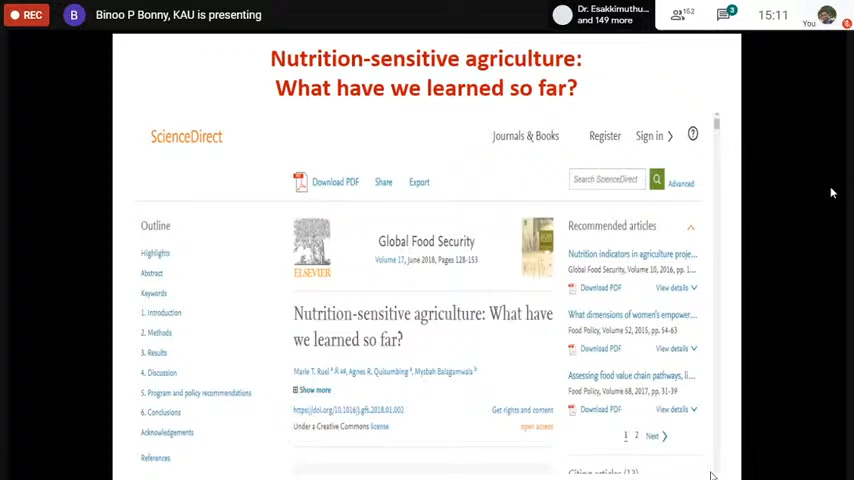 REC
B
Binoo P Bonny, KAU is presenting
Dr. Esakkimuthu...
and 149 more
152
3
15:11
You
Nutrition-sensitive agriculture:
What have we learned so far?
ScienceDirect
Journals & Books
Register
Sign in
?
Download PDF
Share
Export
Search ScienceDirect
Advanced
Outline
Highlights
Abstract
Keywords
1. Introduction
2. Methods
3. Results
4. Discussion
5. Program and policy recommendations
6. Conclusions
Acknowledgements
References
ELSEVIER
Global Food Security
Volume 17, June 2018, Pages 128-153
Nutrition-sensitive agriculture: What have
we learned so far?
Marie T. Ruel a, Agnes R. Quisumbing a, Mysbah Balagamwala b
Show more
https://doi.org/10.1016/j.gfs.2018.01.002
Get rights and content
Under a Creative Commons license
open access
Recommended articles
Nutrition indicators in agriculture proje...
Global Food Security, Volume 10, 2016, pp. 1...
Download PDF
View details
What dimensions of women's empower...
Food Policy, Volume 52, 2015, pp. 54-63
Download PDF
View details
Assessing food value chain pathways, li...
Food Policy, Volume 68, 2017, pp. 31-39
Download PDF
View details
1 2 Next
Citing articles (13)